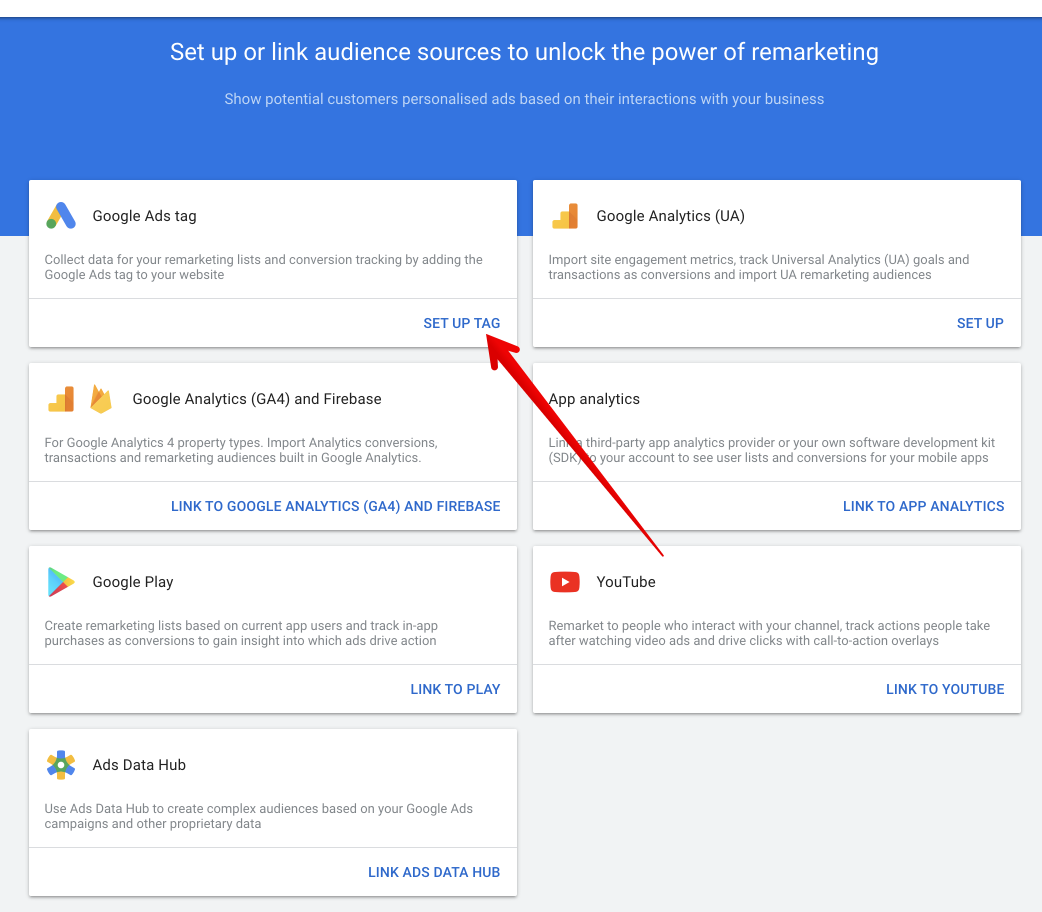 Set up or link audience sources to unlock the power of remarketing
Show potential customers personalised ads based on their interactions with your business
Google Ads tag
Collect data for your remarketing lists and conversion tracking by adding the
Google Ads tag to your website
SET UP TAG
Google Analytics (UA)
Import site engagement metrics, track Universal Analytics (UA) goals and
transactions as conversions and import UA remarketing audiences
SET UP
Google Analytics (GA4) and Firebase
For Google Analytics 4 property types. Import Analytics conversions,
transactions and remarketing audiences built in Google Analytics.
LINK TO GOOGLE ANALYTICS (GA4) AND FIREBASE
App analytics
Link a third-party app analytics provider or your own software development kit
(SDK) to your account to see user lists and conversions for your mobile apps
LINK TO APP ANALYTICS
Google Play
Create remarketing lists based on current app users and track in-app
purchases as conversions to gain insight into which ads drive action
LINK TO PLAY
YouTube
Remarket to people who interact with your channel, track actions people take
after watching video ads and drive clicks with call-to-action overlays
LINK TO YOUTUBE
Ads Data Hub
Use Ads Data Hub to create complex audiences based on your Google Ads
campaigns and other proprietary data
LINK ADS DATA HUB